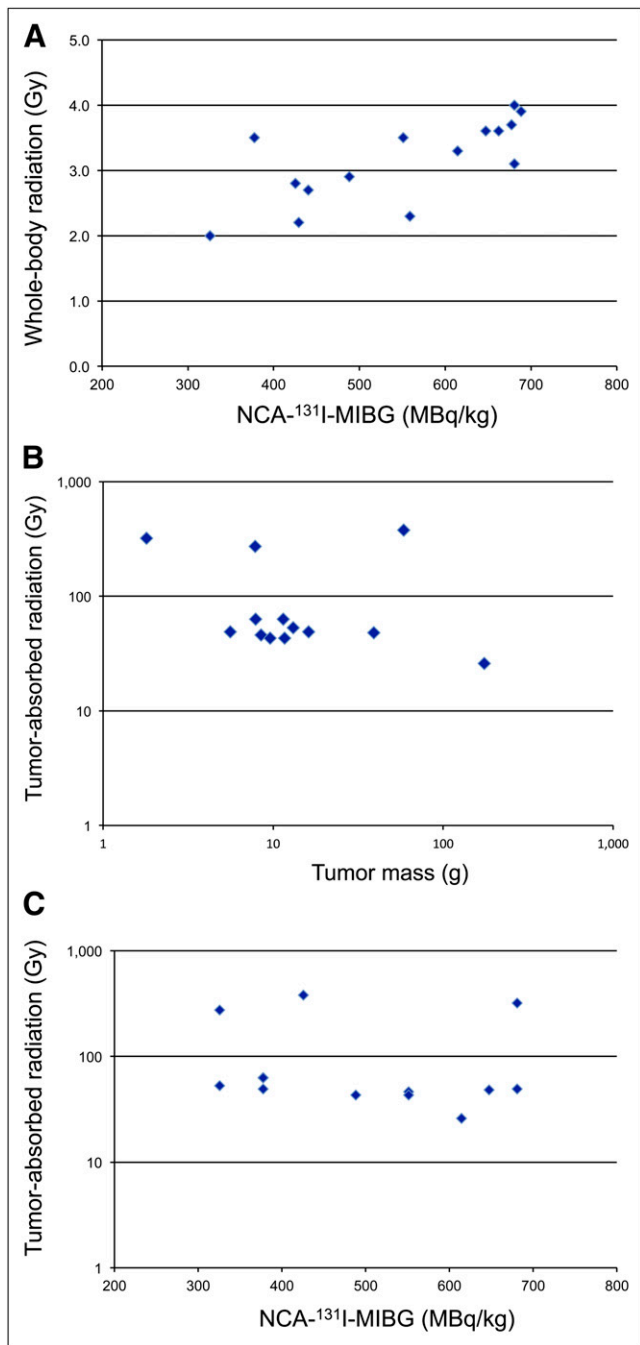 A
Whole-body radiation (Gy)
5.0
4.0
3.0
2.0
1.0
0.0
200 300 400 500 600 700 800
NCA-¹³¹I-MIBG (MBq/kg)
B
Tumor-absorbed radiation (Gy)
1,000
100
10
1
1 10 100 1,000
Tumor mass (g)
C
Tumor-absorbed radiation (Gy)
1,000
100
10
1
200 300 400 500 600 700 800
NCA-¹³¹I-MIBG (MBq/kg)